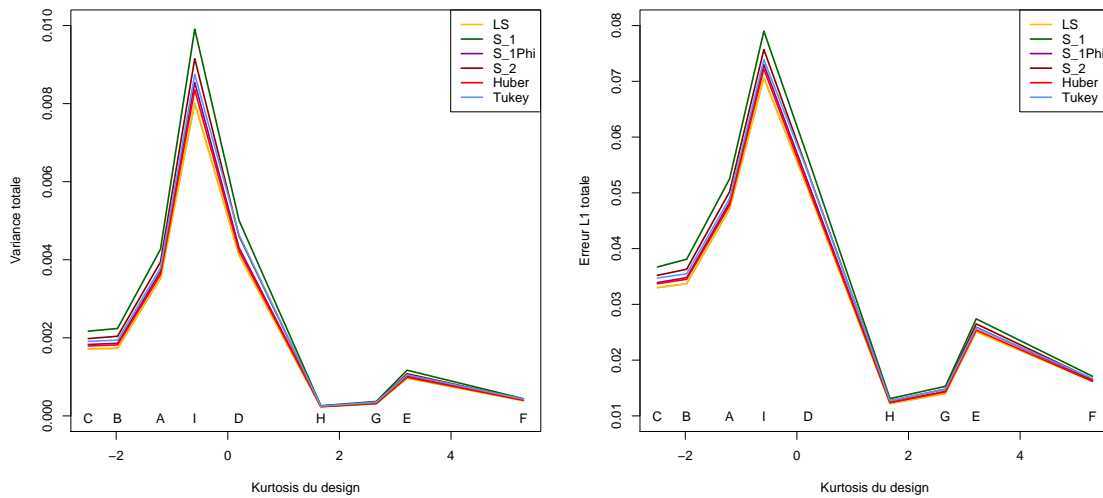 0.010
0.008
0.006
0.004
0.002
0.000
Variance totale
LS
S_1
S_1Phi
S_2
Huber
Tukey
C B A I D H G E F
−2 0 2 4
Kurtosis du design
0.08
0.07
0.06
0.05
0.04
0.03
0.02
0.01
Erreur L1 totale
LS
S_1
S_1Phi
S_2
Huber
Tukey
C B A I D H G E F
−2 0 2 4
Kurtosis du design